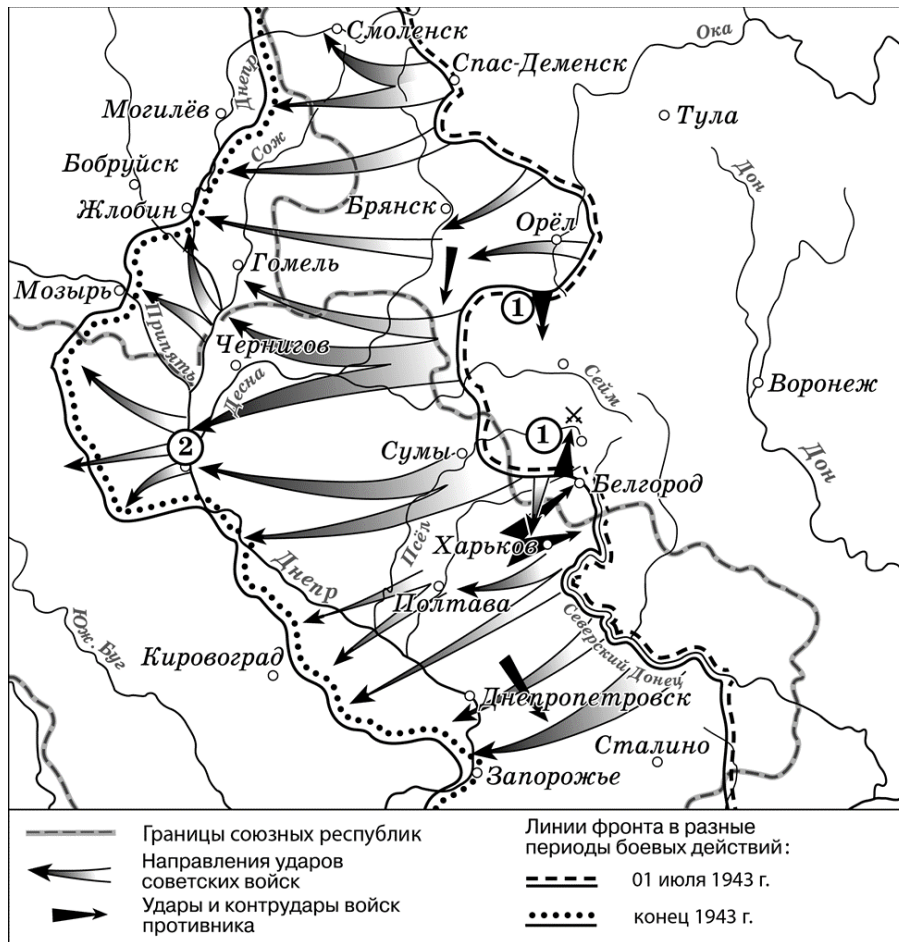 Смоленск
Ока
Спас-Деменск
Днепр
Могилёв
Тула
Сож
Дон
Бобруйск
Жлобин
Брянск
Орёл
Гомель
Мозырь
1
Припять
Чернигов
Десна
Сейм
Воронеж
2
Сумы
1
Дон
Белгород
Псёл
Харьков
Днепр
Полтава
Юж. Буг
Северский Донец
Кировоград
Днепропетровск
Сталино
Запорожье
Границы союзных республик
Направления ударов
советских войск
Удары и контрудары войск
противника
Линии фронта в разные
периоды боевых действий:
01 июля 1943 г.
конец 1943 г.